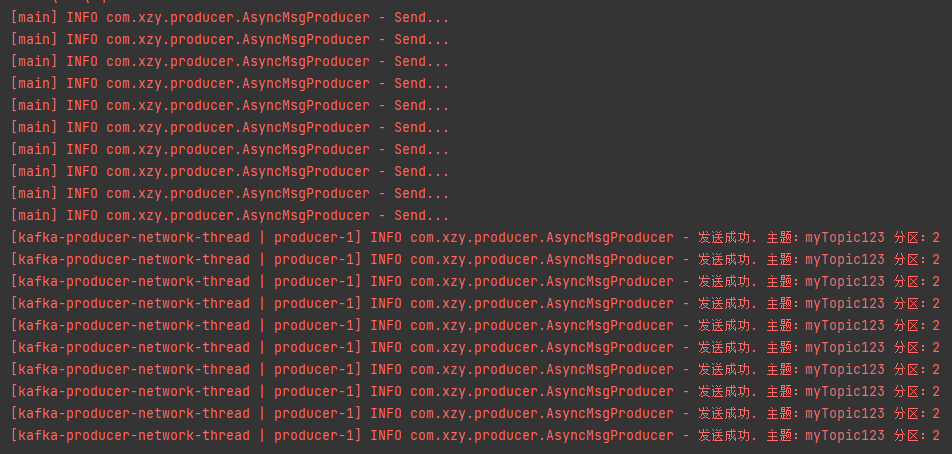 [main] INFO com.xzy.producer.AsyncMsgProducer - Send...
[main] INFO com.xzy.producer.AsyncMsgProducer - Send...
[main] INFO com.xzy.producer.AsyncMsgProducer - Send...
[main] INFO com.xzy.producer.AsyncMsgProducer - Send...
[main] INFO com.xzy.producer.AsyncMsgProducer - Send...
[main] INFO com.xzy.producer.AsyncMsgProducer - Send...
[main] INFO com.xzy.producer.AsyncMsgProducer - Send...
[main] INFO com.xzy.producer.AsyncMsgProducer - Send...
[main] INFO com.xzy.producer.AsyncMsgProducer - Send...
[main] INFO com.xzy.producer.AsyncMsgProducer - Send...
[kafka-producer-network-thread | producer-1] INFO com.xzy.producer.AsyncMsgProducer - 发送成功. 主题：myTopic123 分区：2
[kafka-producer-network-thread | producer-1] INFO com.xzy.producer.AsyncMsgProducer - 发送成功. 主题：myTopic123 分区：2
[kafka-producer-network-thread | producer-1] INFO com.xzy.producer.AsyncMsgProducer - 发送成功. 主题：myTopic123 分区：2
[kafka-producer-network-thread | producer-1] INFO com.xzy.producer.AsyncMsgProducer - 发送成功. 主题：myTopic123 分区：2
[kafka-producer-network-thread | producer-1] INFO com.xzy.producer.AsyncMsgProducer - 发送成功. 主题：myTopic123 分区：2
[kafka-producer-network-thread | producer-1] INFO com.xzy.producer.AsyncMsgProducer - 发送成功. 主题：myTopic123 分区：2
[kafka-producer-network-thread | producer-1] INFO com.xzy.producer.AsyncMsgProducer - 发送成功. 主题：myTopic123 分区：2
[kafka-producer-network-thread | producer-1] INFO com.xzy.producer.AsyncMsgProducer - 发送成功. 主题：myTopic123 分区：2
[kafka-producer-network-thread | producer-1] INFO com.xzy.producer.AsyncMsgProducer - 发送成功. 主题：myTopic123 分区：2
[kafka-producer-network-thread | producer-1] INFO com.xzy.producer.AsyncMsgProducer - 发送成功. 主题：myTopic123 分区：2